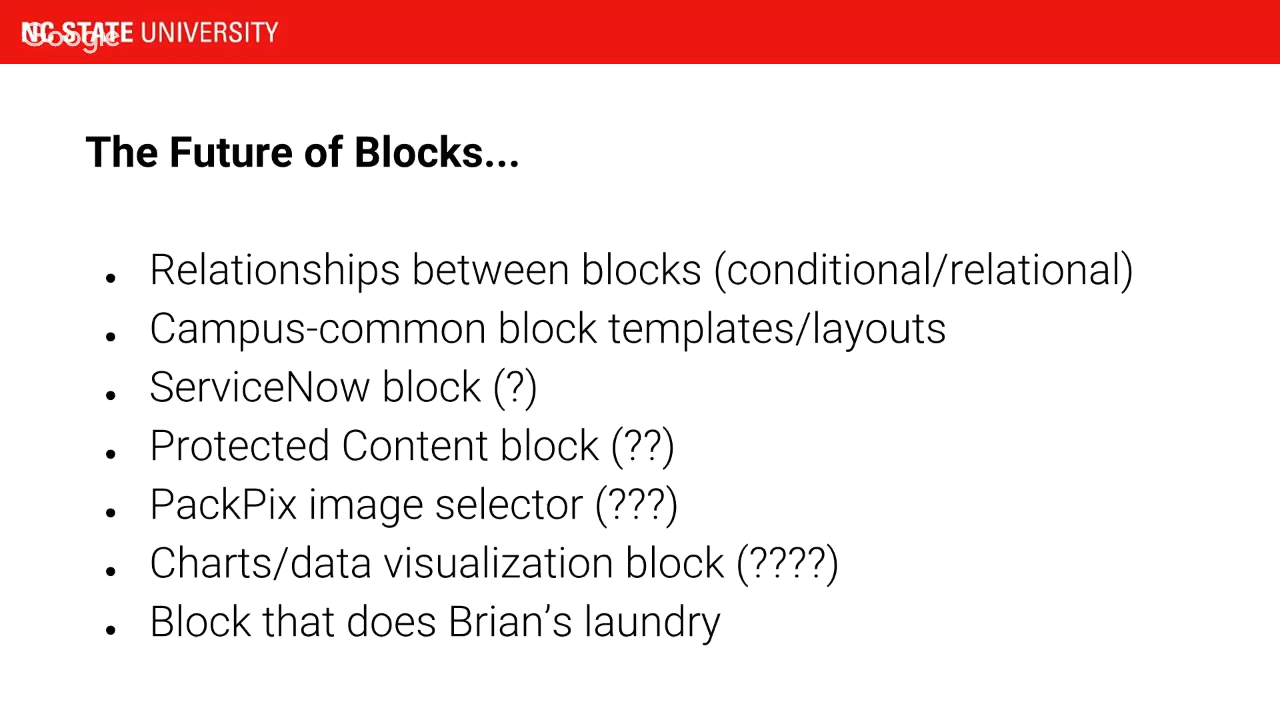 NC STATE UNIVERSITY
Google
The Future of Blocks...
Relationships between blocks (conditional/relational)
Campus-common block templates/layouts
ServiceNow block (?)
Protected Content block (??)
PackPix image selector (???)
Charts/data visualization block (????)
Block that does Brian’s laundry